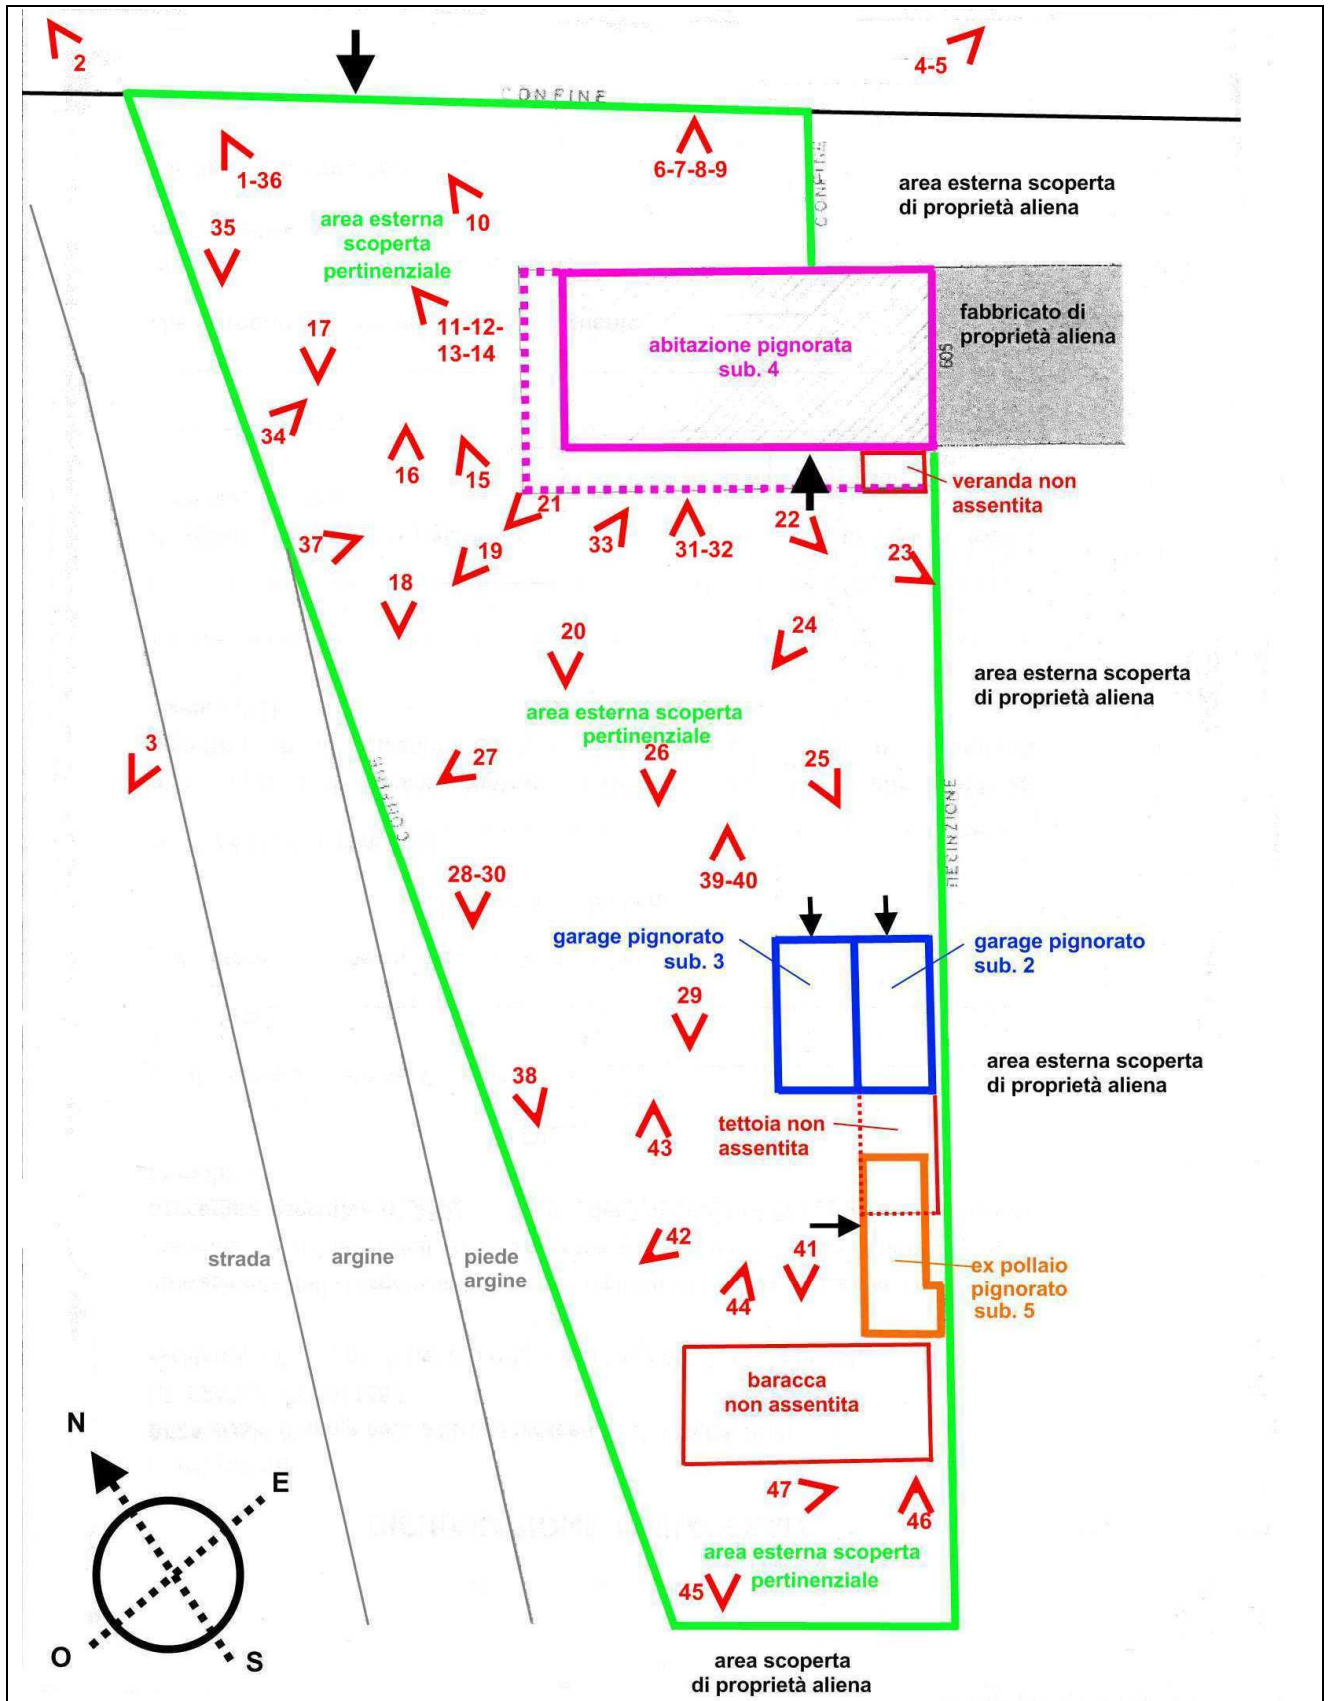 2
4-5
CONFINE
1-36
6-7-8-9
CONFINE
area esterna scoperta
di proprietà aliena
35
10
area esterna
scoperta
pertinenziale
17
11-12-
13-14
abitazione pignorata
sub. 4
fabbricato di
proprietà aliena
605
34
16
15
veranda non
assentita
21
37
19
33
31-32
22
23
18
20
24
area esterna scoperta
di proprietà aliena
area esterna scoperta
pertinenziale
3
27
26
25
CONFINE
28-30
39-40
garage pignorato
sub. 3
garage pignorato
sub. 2
29
area esterna scoperta
di proprietà aliena
38
43
tettoia non
assentita
42
41
strada
argine
piede
argine
44
ex pollaio
pignorato
sub. 5
baracca
non assentita
N
E
47
46
area esterna scoperta
pertinenziale
45
O
S
area scoperta
di proprietà aliena